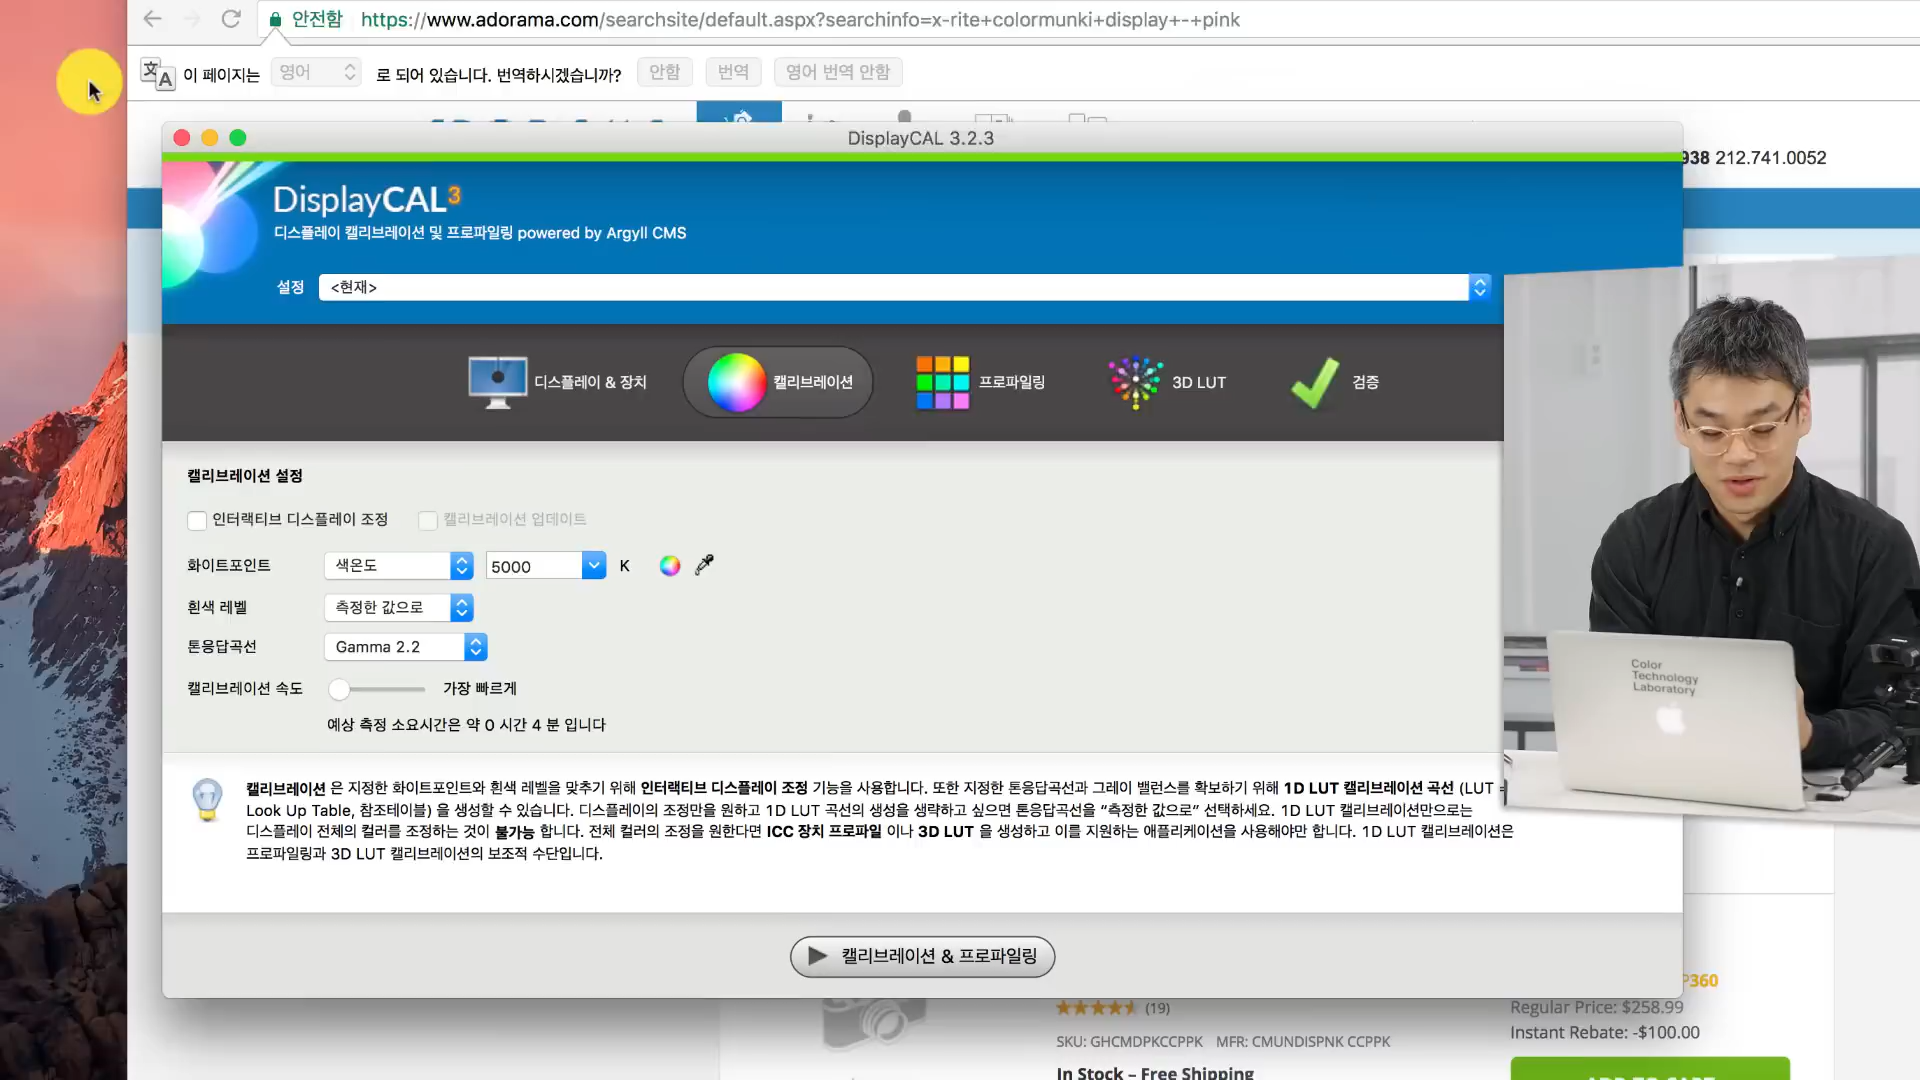 안전함 https://www.adorama.com/searchsite/default.aspx?searchinfo=x-rite+colormunki+display+-+pink
이 페이지는 영어 로 되어 있습니다. 번역하시겠습니까? 안함 번역 영어 번역 안함
DisplayCAL 3.2.3
938 212.741.0052
DisplayCAL3
디스플레이 캘리브레이션 및 프로파일링 powered by Argyll CMS
설정 <현재>
디스플레이 & 장치 캘리브레이션 프로파일링 3D LUT 검증
캘리브레이션 설정
인터랙티브 디스플레이 조정 캘리브레이션 업데이트
화이트포인트 색온도 5000 K
흰색 레벨 측정한 값으로
톤응답곡선 Gamma 2.2
캘리브레이션 속도 가장 빠르게
예상 측정 소요시간은 약 0 시간 4 분 입니다
Color
Technology
Laboratory
캘리브레이션 은 지정한 화이트포인트와 흰색 레벨을 맞추기 위해 인터랙티브 디스플레이 조정 기능을 사용합니다. 또한 지정한 톤응답곡선과 그레이 밸런스를 확보하기 위해 1D LUT 캘리브레이션 곡선 (LUT =
Look Up Table, 참조테이블) 을 생성할 수 있습니다. 디스플레이의 조정만을 원하고 1D LUT 곡선의 생성을 생략하고 싶으면 톤응답곡선을 “측정한 값으로” 선택하세요. 1D LUT 캘리브레이션만으로는
디스플레이 전체의 컬러를 조정하는 것이 불가능 합니다. 전체 컬러의 조정을 원한다면 ICC 장치 프로파일 이나 3D LUT 을 생성하고 이를 지원하는 애플리케이션을 사용해야만 합니다. 1D LUT 캘리브레이션은
프로파일링과 3D LUT 캘리브레이션의 보조적 수단입니다.
캘리브레이션 & 프로파일링
P360
(19)
Regular Price: $258.99
Instant Rebate: -$100.00
SKU: GHCMDPKCCPPK MFR: CMUNDISPNK CCPPK
In Stock – Free Shipping
ADD TO CART